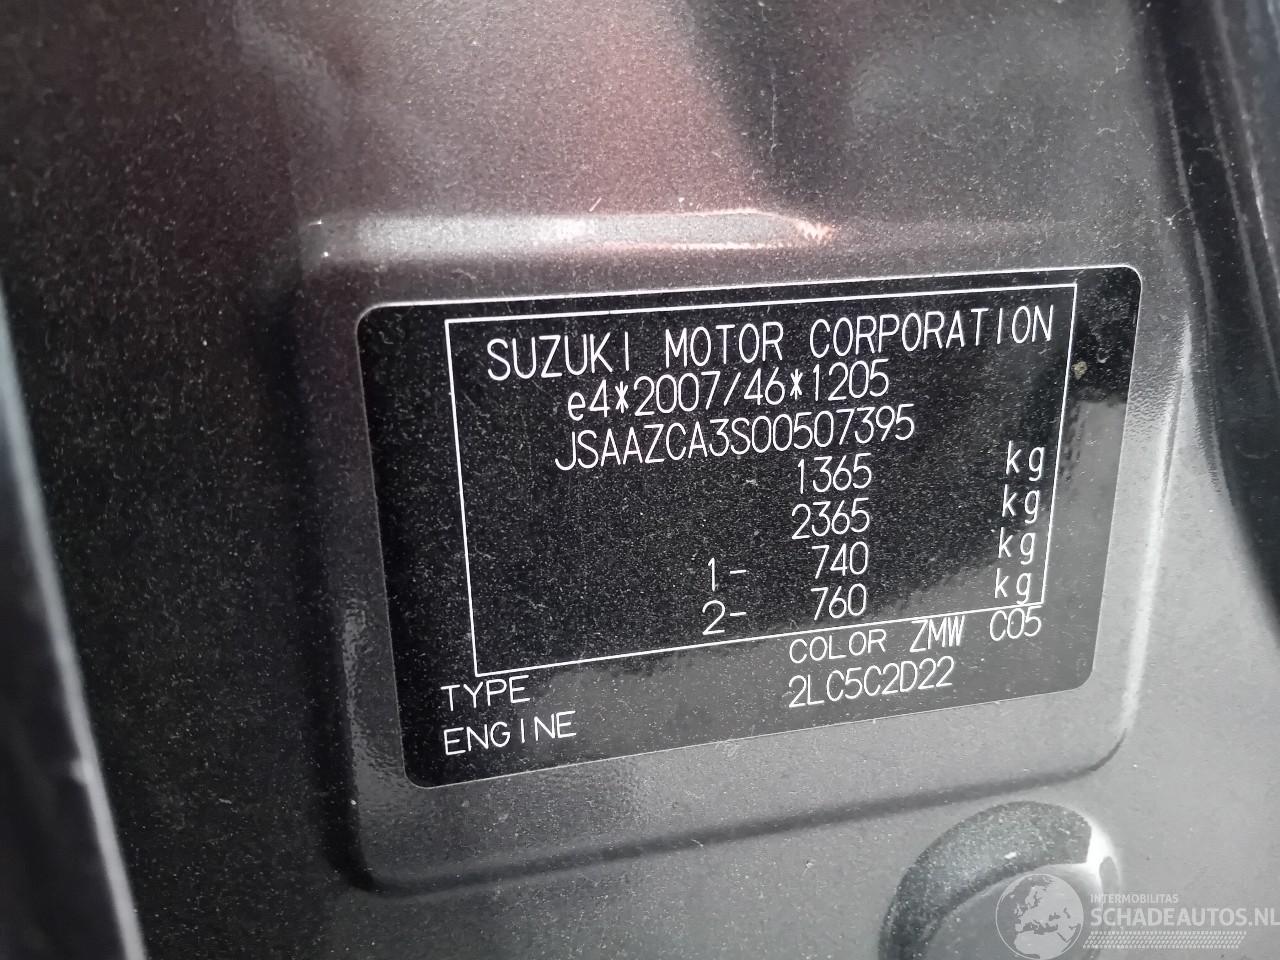 SUZUKI MOTOR CORPORATION
e4*2007/46*1205
JSAAZCA3S00507395
1365 kg
2365 kg
1- 740 kg
2- 760 kg
COLOR ZMW C05
TYPE 2LC5C2D22
ENGINE
INTERMOBILITAS
SCHADEAUTOS.NL